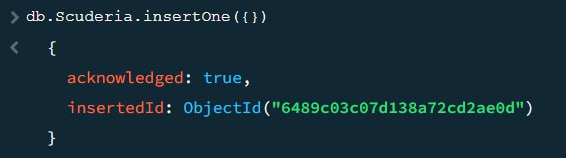 > db.Scuderia.insertOne({})
< {
acknowledged: true,
insertedId: ObjectId("6489c03c07d138a72cd2ae0d")
}